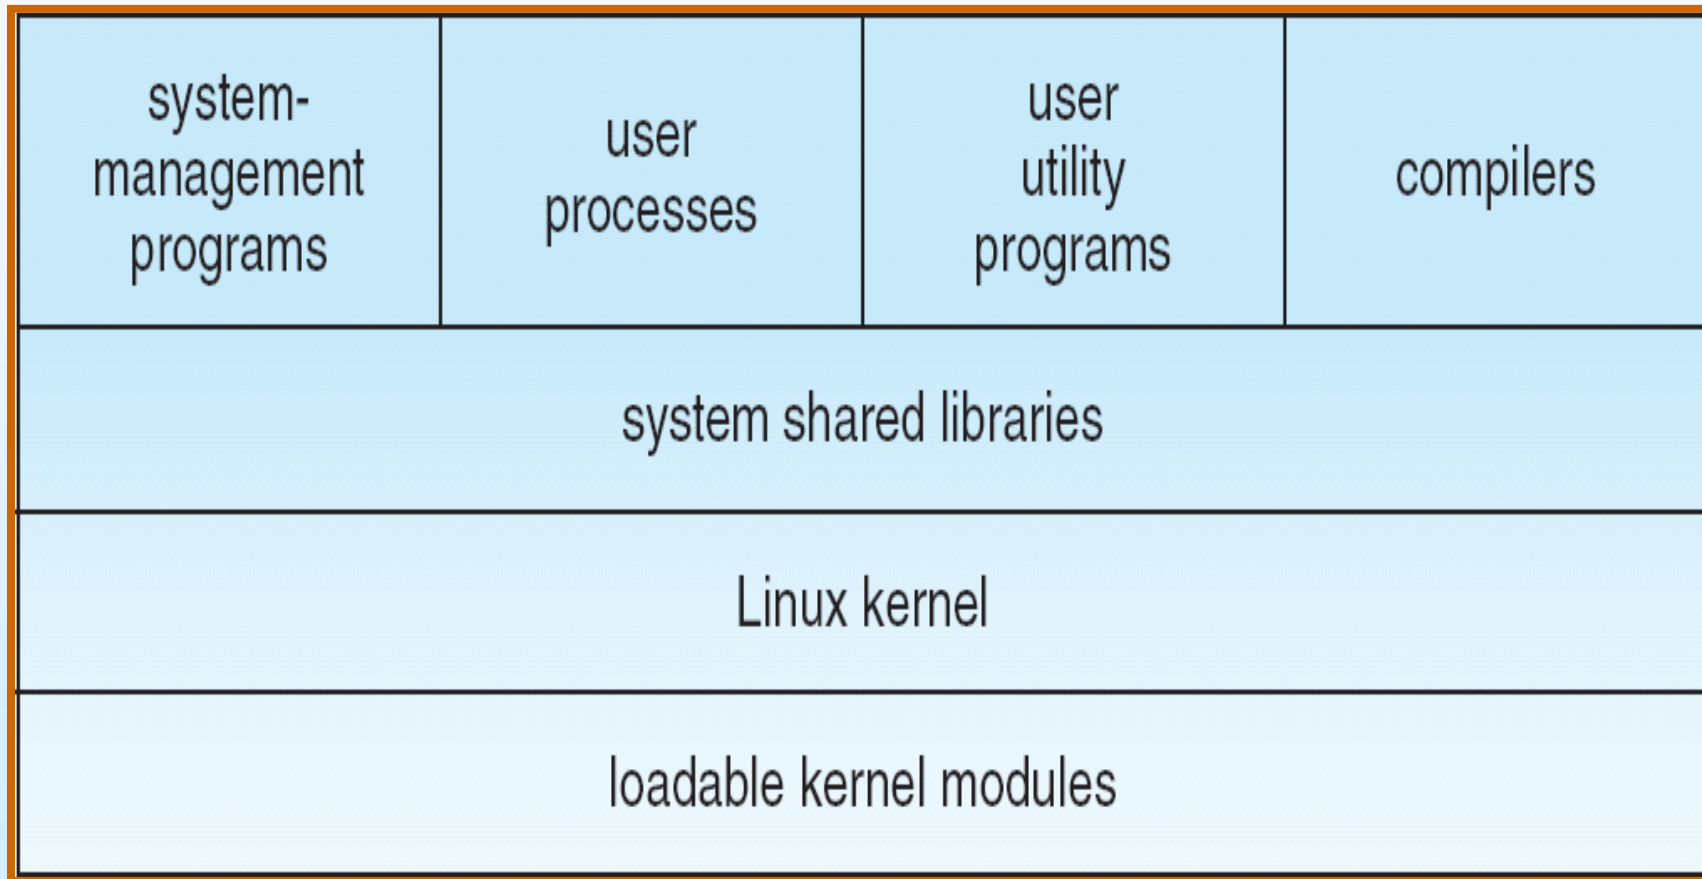 system-
management
programs
user
processes
user
utility
programs
compilers
system shared libraries
Linux kernel
loadable kernel modules